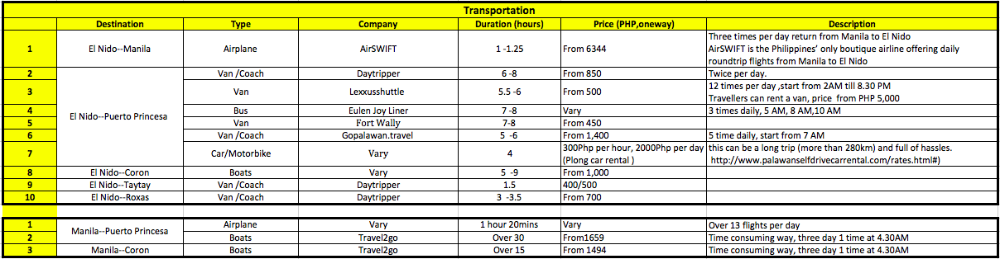 Transportation
Destination Type Company Duration (hours) Price (PHP,oneway) Description
1 El Nido--Manila Airplane AirSWIFT 1 -1.25 From 6344 Three times per day return from Manila to El Nido
AirSWIFT is the Philippines’ only boutique airline offering daily
roundtrip flights from Manila to El Nido
2 El Nido--Puerto Princesa Van /Coach Daytripper 6 -8 From 850 Twice per day.
3 Van Lexxusshuttle 5.5 -6 From 500 12 times per day ,start from 2AM till 8.30 PM
Travellers can rent a van, price from PHP 5,000
4 Bus Eulen Joy Liner 7 -8 Vary 3 times daily, 5 AM, 8 AM,10 AM
5 Van Fort Wally 7-8 From 450
6 Van /Coach Gopalawan.travel 5 -6 From 1,400 5 time daily, start from 7 AM
7 Car/Motorbike Vary 4 300Php per hour, 2000Php per day this can be a long trip (more than 280km) and full of hassles.
(Plong car rental ) http://www.palawanselfdrivecarrental.com/rates.html#)
8 El Nido--Coron Boats Vary 5 -9 From 1,000
9 El Nido--Taytay Van /Coach Daytripper 1.5 400/500
10 El Nido--Roxas Van /Coach Daytripper 3 -3.5 From 700
1 Manila--Puerto Princesa Airplane Vary 1 hour 20mins Vary Over 13 flights per day
2 Boats Travel2go Over 30 From1659 Time consuming way, three day 1 time at 4.30AM
3 Manila--Coron Boats Travel2go Over 15 From 1494 Time consuming way, three day 1 time at 4.30AM